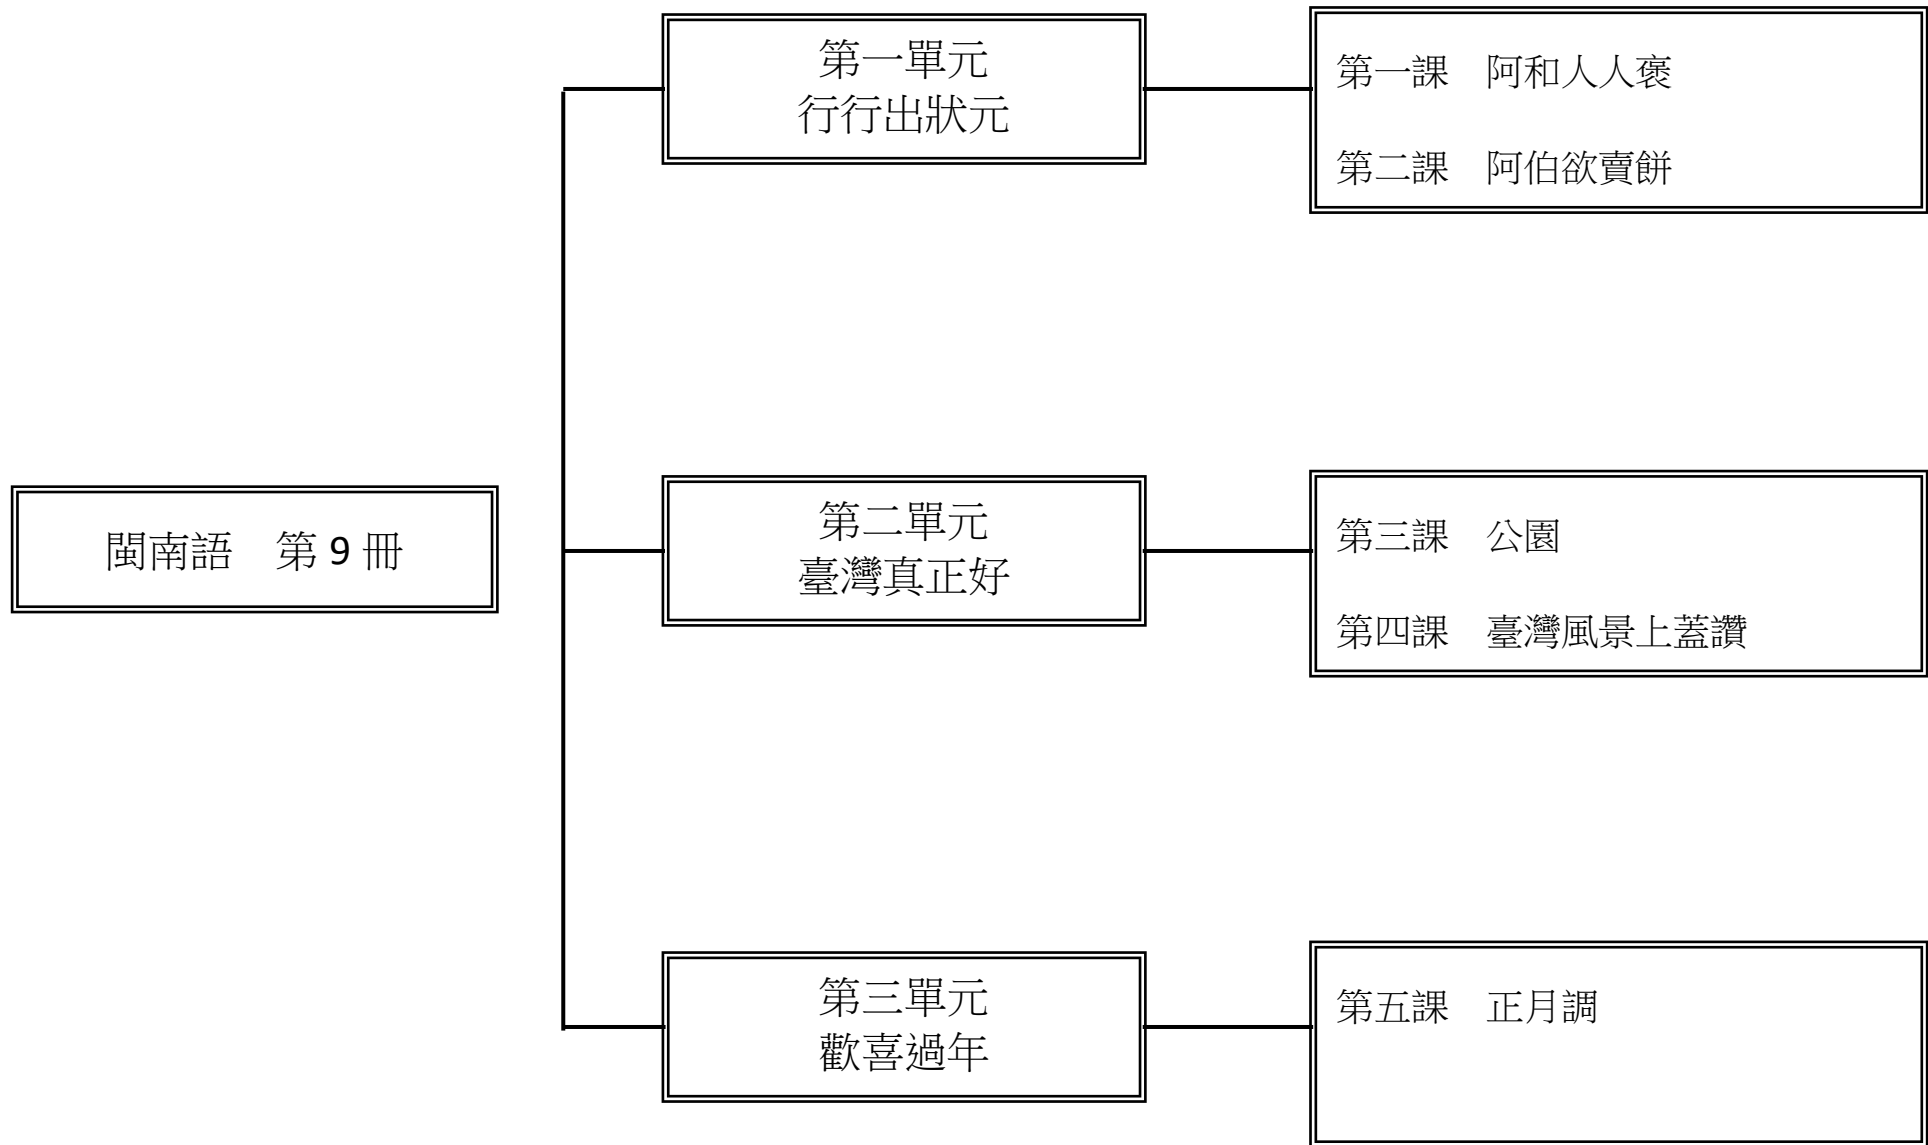 閩南語　第 9 冊
第一單元
行行出狀元
第一課　阿和人人褒
第二課　阿伯欲賣餅
第二單元
臺灣真正好
第三課　公園
第四課　臺灣風景上蓋讚
第三單元
歡喜過年
第五課　正月調